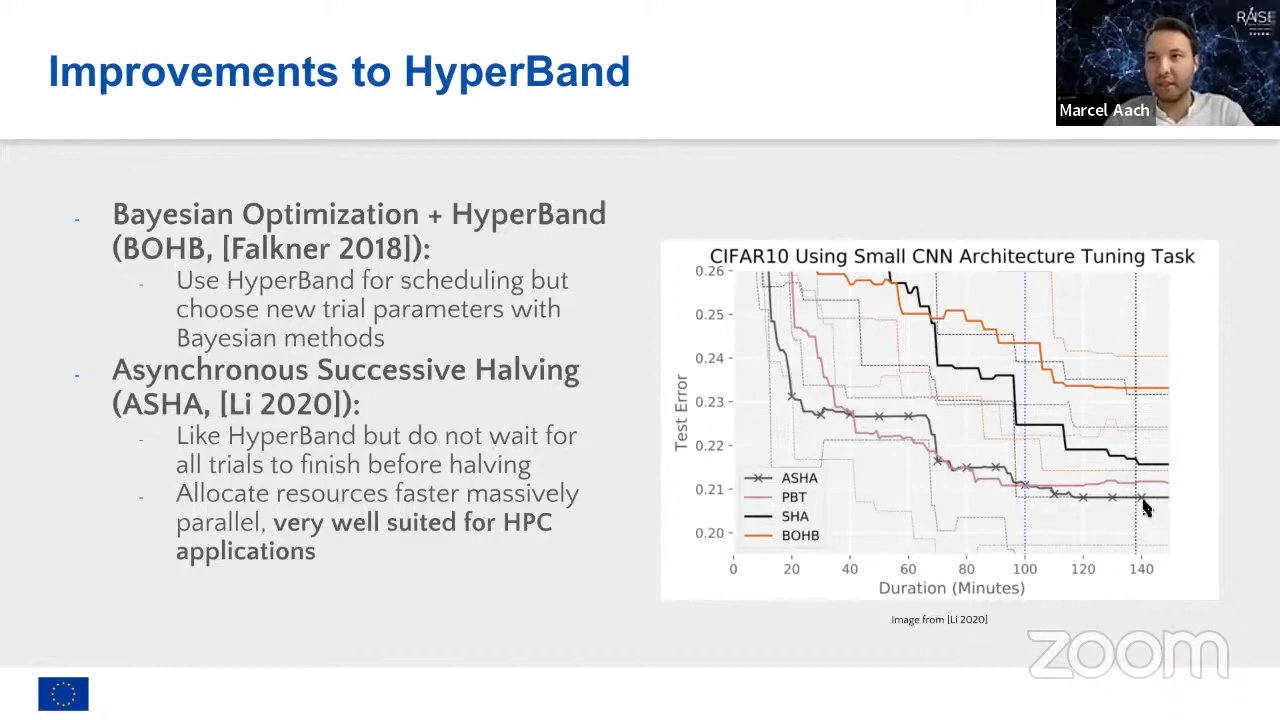 Improvements to HyperBand
RAISE
Marcel Aach
- Bayesian Optimization + HyperBand
(BOHB, [Falkner 2018]):
- Use HyperBand for scheduling but
choose new trial parameters with
Bayesian methods
- Asynchronous Successive Halving
(ASHA, [Li 2020]):
- Like HyperBand but do not wait for
all trials to finish before halving
- Allocate resources faster massively
parallel, very well suited for HPC
applications
CIFAR10 Using Small CNN Architecture Tuning Task
0.26
0.25
0.24
0.23
0.22
0.21
0.20
Test Error
ASHA
PBT
SHA
BOHB
0 20 40 60 80 100 120 140
Duration (Minutes)
Image from [Li 2020]
zoom